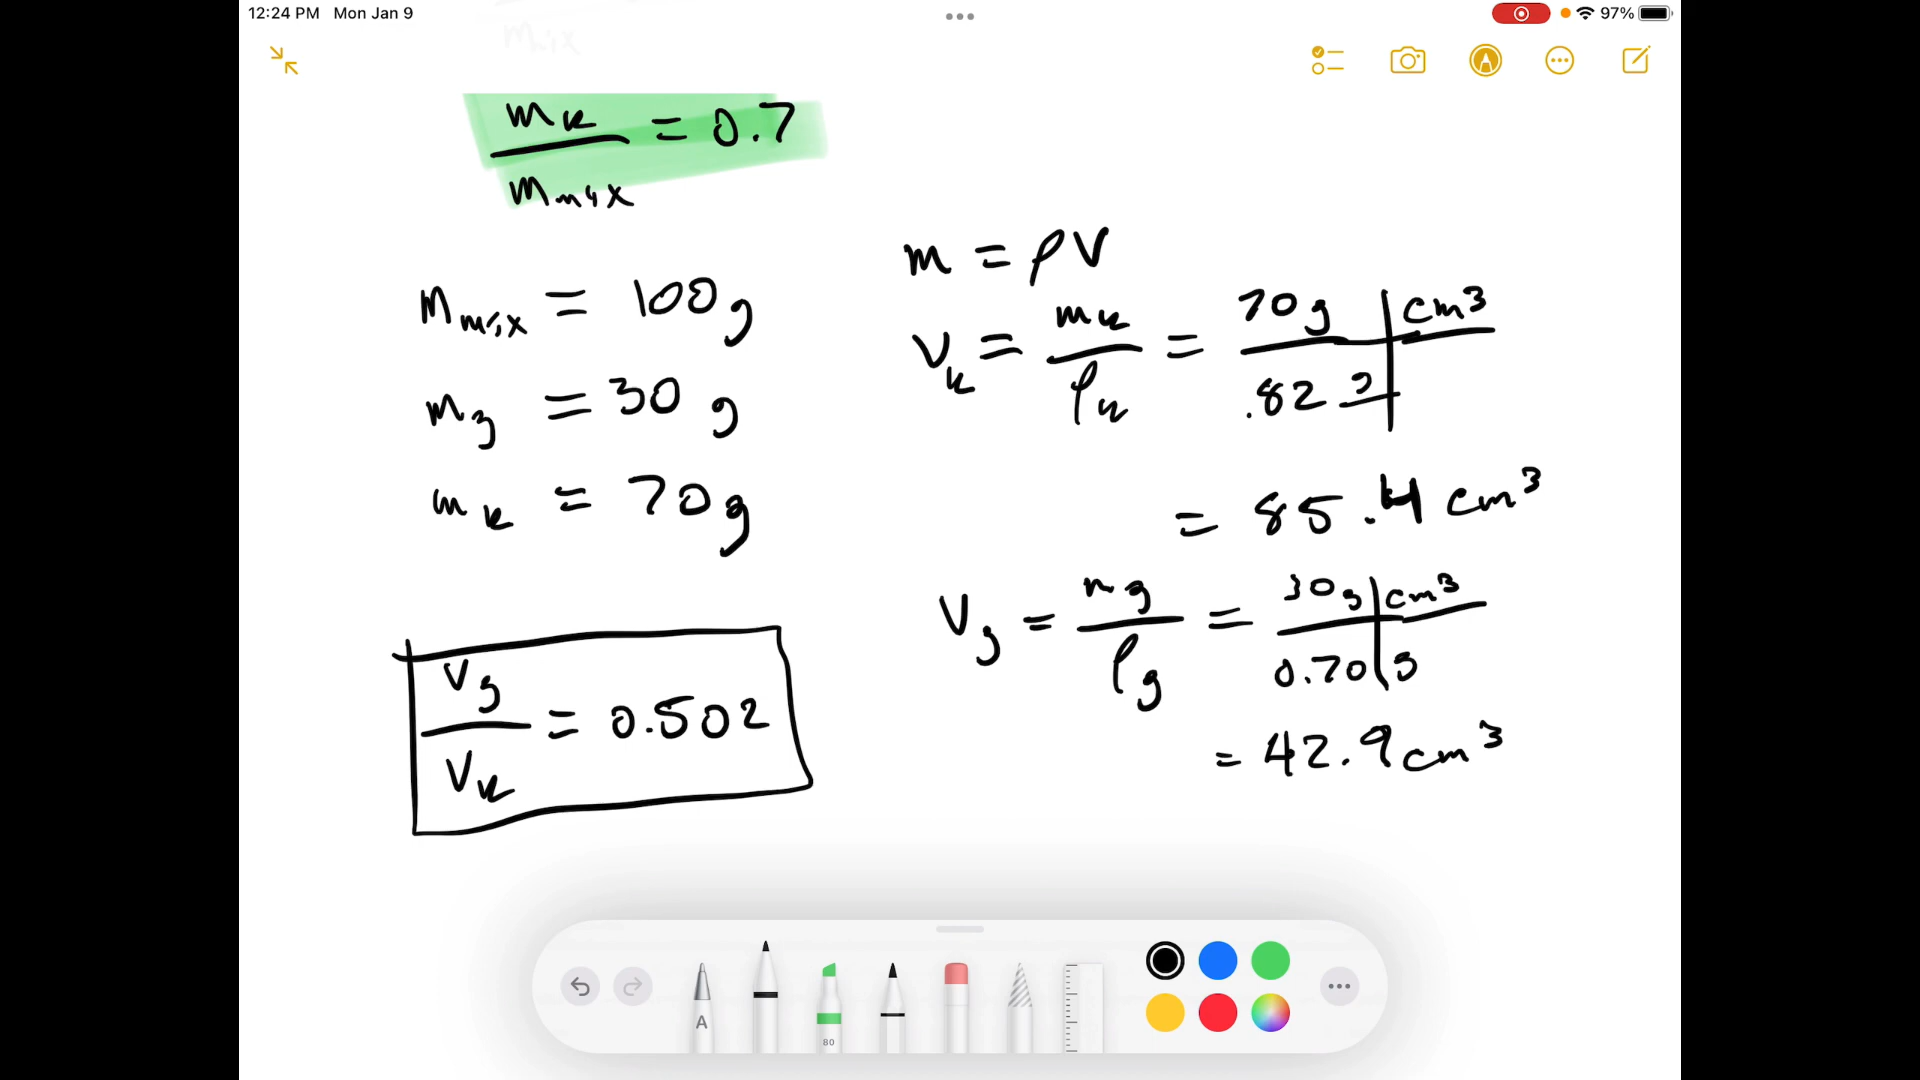 12:24 PM Mon Jan 9
97%
mix
mk / mmix = 0.7
mmix = 100g
mg = 30 g
mk = 70g
m = ρV
Vk = mk / ρk = 70g | cm³ / .82 g
= 85.4 cm³
Vg = mg / ρg = 30g | cm³ / 0.70 | g
= 42.9 cm³
Vg / Vk = 0.502
A
80